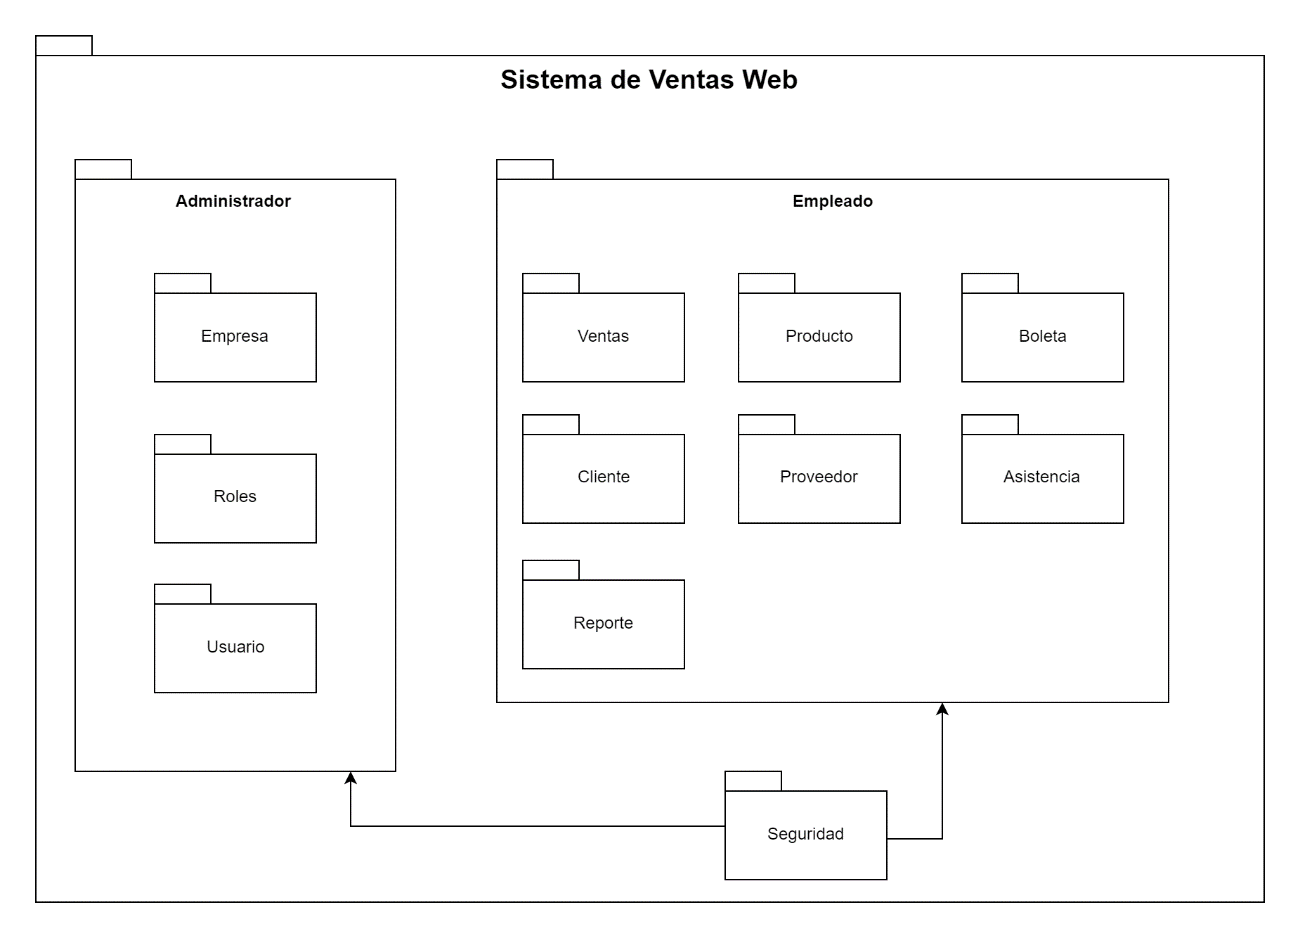 Sistema de Ventas Web
Administrador
Empresa
Roles
Usuario
Empleado
Ventas
Producto
Boleta
Cliente
Proveedor
Asistencia
Reporte
Seguridad